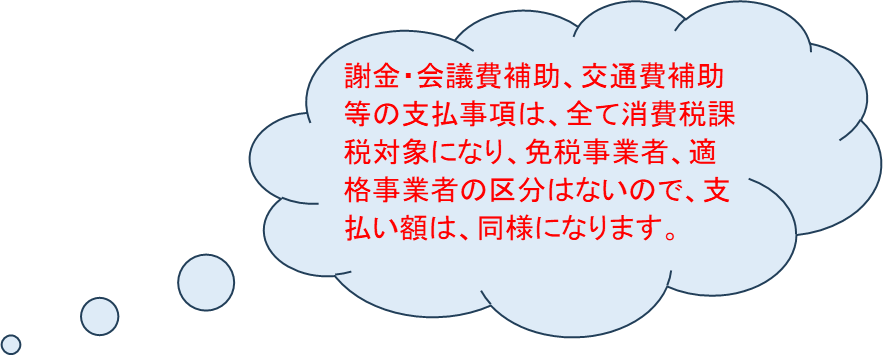 謝金・会議費補助、交通費補助
等の支払事項は、全て消費税課
税対象になり、免税事業者、適
格事業者の区分はないので、支
払い額は、同様になります。